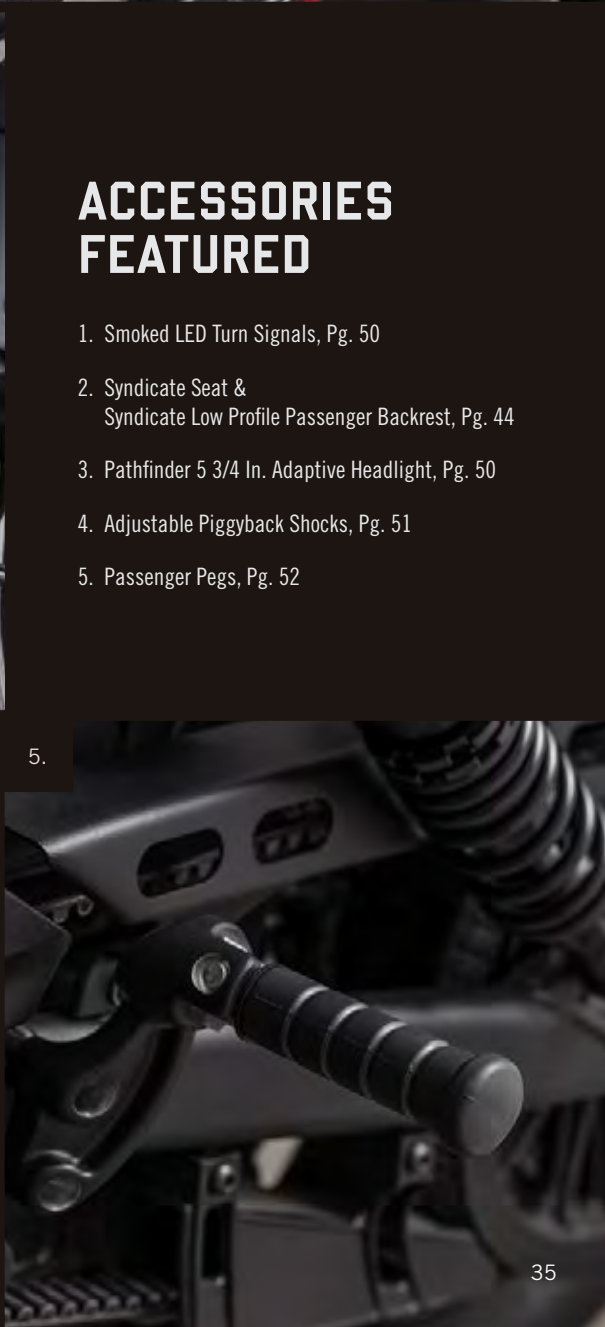 ACCESSORIES
FEATURED
1. Smoked LED Turn Signals, Pg. 50
2. Syndicate Seat &
Syndicate Low Profile Passenger Backrest, Pg. 44
3. Pathfinder 5 3/4 In. Adaptive Headlight, Pg. 50
4. Adjustable Piggyback Shocks, Pg. 51
5. Passenger Pegs, Pg. 52
5.
35